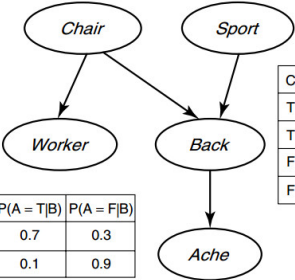 Chair
Sport
C
T
T
F
F
Worker
Back
P(A = T|B) P(A = F|B)
0.7 0.3
0.1 0.9
Ache